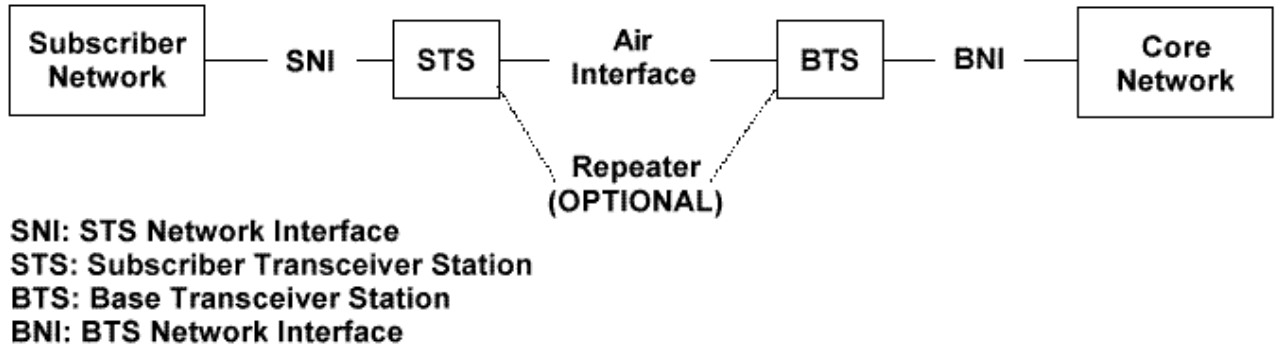 Subscriber
Network
SNI
STS
Air
Interface
BTS
BNI
Core
Network
Repeater
(OPTIONAL)
SNI: STS Network Interface
STS: Subscriber Transceiver Station
BTS: Base Transceiver Station
BNI: BTS Network Interface